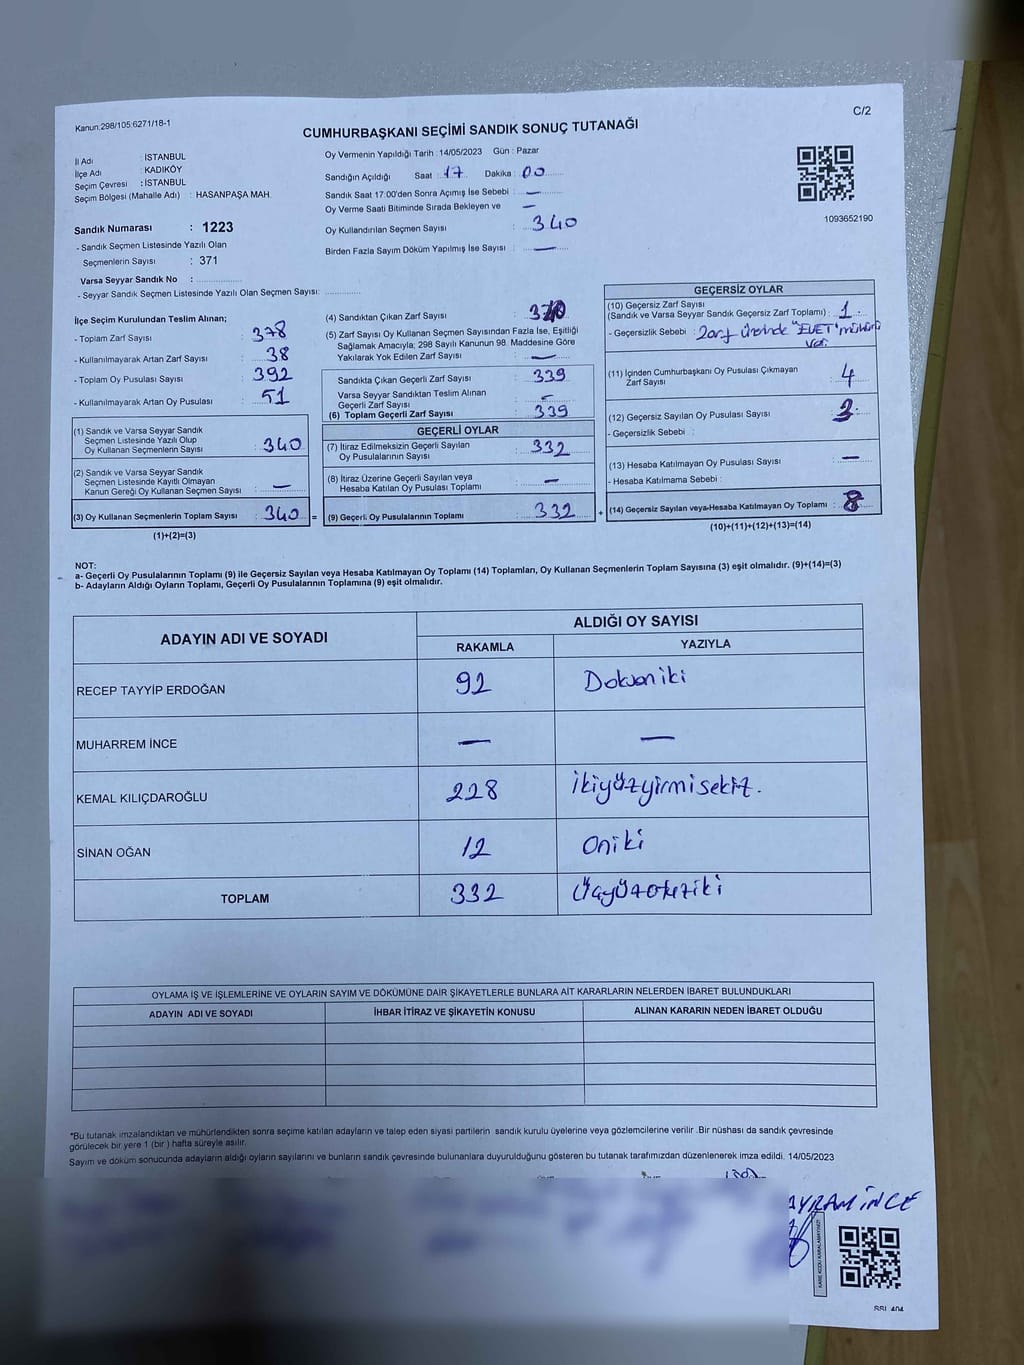 Kanun:298/105:6271/18-1
C/2
CUMHURBAŞKANI SEÇİMİ SANDIK SONUÇ TUTANAĞI
İl Adı : İSTANBUL
İlçe Adı : KADIKÖY
Seçim Çevresi : İSTANBUL
Seçim Bölgesi (Mahalle Adı) : HASANPAŞA MAH.
Sandık Numarası : 1223
- Sandık Seçmen Listesinde Yazılı Olan
Seçmenlerin Sayısı : 371
Varsa Seyyar Sandık No :
- Seyyar Sandık Seçmen Listesinde Yazılı Olan Seçmen Sayısı:
Oy Vermenin Yapıldığı Tarih : 14/05/2023 Gün : Pazar
Sandığın Açıldığı Saat : 17 Dakika : 00
Sandık Saat 17:00'den Sonra Açımış İse Sebebi : —
Oy Verme Saati Bitiminde Sırada Bekleyen ve —
Oy Kullandırılan Seçmen Sayısı : 340
Birden Fazla Sayım Döküm Yapılmış İse Sayısı : —
1093652190
İlçe Seçim Kurulundan Teslim Alınan;
- Toplam Zarf Sayısı : 378
- Kullanılmayarak Artan Zarf Sayısı : 38
- Toplam Oy Pusulası Sayısı : 392
- Kullanılmayarak Artan Oy Pusulası : 51
(1) Sandık ve Varsa Seyyar Sandık
Seçmen Listesinde Yazılı Olup
Oy Kullanan Seçmenlerin Sayısı : 340
(2) Sandık ve Varsa Seyyar Sandık
Seçmen Listesinde Kayıtlı Olmayan
Kanun Gereği Oy Kullanan Seçmen Sayısı : —
(3) Oy Kullanan Seçmenlerin Toplam Sayısı : 340 =
(1)+(2)=(3)
(4) Sandıktan Çıkan Zarf Sayısı :
(5) Zarf Sayısı Oy Kullanan Seçmen Sayısından Fazla İse, Eşitliği
Sağlamak Amacıyla; 298 Sayılı Kanunun 98. Maddesine Göre
Yakılarak Yok Edilen Zarf Sayısı : —
Sandıkta Çıkan Geçerli Zarf Sayısı : 339
Varsa Seyyar Sandıktan Teslim Alınan
Geçerli Zarf Sayısı : -
(6) Toplam Geçerli Zarf Sayısı : 339
GEÇERLİ OYLAR
(7) İtiraz Edilmeksizin Geçerli Sayılan
Oy Pusulalarının Sayısı : 332
(8) İtiraz Üzerine Geçerli Sayılan veya
Hesaba Katılan Oy Pusulası Toplamı : —
(9) Geçerli Oy Pusulalarının Toplamı : 332 +
GEÇERSİZ OYLAR
(10) Geçersiz Zarf Sayısı
(Sandık ve Varsa Seyyar Sandık Geçersiz Zarf Toplamı) : 1
- Geçersizlik Sebebi : Zarf üzerinde "EVET" mührü
var.
(11) İçinden Cumhurbaşkanı Oy Pusulası Çıkmayan
Zarf Sayısı : 4
(12) Geçersiz Sayılan Oy Pusulası Sayısı : 3
- Geçersizlik Sebebi :
(13) Hesaba Katılmayan Oy Pusulası Sayısı : —
- Hesaba Katılmama Sebebi :
(14) Geçersiz Sayılan veya Hesaba Katılmayan Oy Toplamı : 8
(10)+(11)+(12)+(13)=(14)
NOT:
a- Geçerli Oy Pusulalarının Toplamı (9) ile Geçersiz Sayılan veya Hesaba Katılmayan Oy Toplamı (14) Toplamları, Oy Kullanan Seçmenlerin Toplam Sayısına (3) eşit olmalıdır. (9)+(14)=(3)
b- Adayların Aldığı Oyların Toplamı, Geçerli Oy Pusulalarının Toplamına (9) eşit olmalıdır.
ADAYIN ADI VE SOYADI
ALDIĞI OY SAYISI
RAKAMLA YAZIYLA
RECEP TAYYİP ERDOĞAN 92 Doksaniki
MUHARREM İNCE — —
KEMAL KILIÇDAROĞLU 228 İkiyüzyirmisekiz.
SİNAN OĞAN 12 Oniki
TOPLAM 332 Üçyüzotuziki
OYLAMA İŞ VE İŞLEMLERİNE VE OYLARIN SAYIM VE DÖKÜMÜNE DAİR ŞİKAYETLERLE BUNLARA AİT KARARLARIN NELERDEN İBARET BULUNDUKLARI
ADAYIN ADI VE SOYADI İHBAR İTİRAZ VE ŞİKAYETİN KONUSU ALINAN KARARIN NEDEN İBARET OLDUĞU
*Bu tutanak imzalandıktan ve mühürlendikten sonra seçime katılan adayların ve talep eden siyasi partilerin sandık kurulu üyelerine veya gözlemcilerine verilir .Bir nüshası da sandık çevresinde
görülecek bir yere 1 (bir ) hafta süreyle asılır.
Sayım ve döküm sonucunda adayların aldığı oyların sayılarını ve bunların sandık çevresinde bulunanlara duyurulduğunu gösteren bu tutanak tarafımızdan düzenlenerek imza edildi. 14/05/2023
AYRAM İNCE
KARE KODU KARALAMAYINIZ!